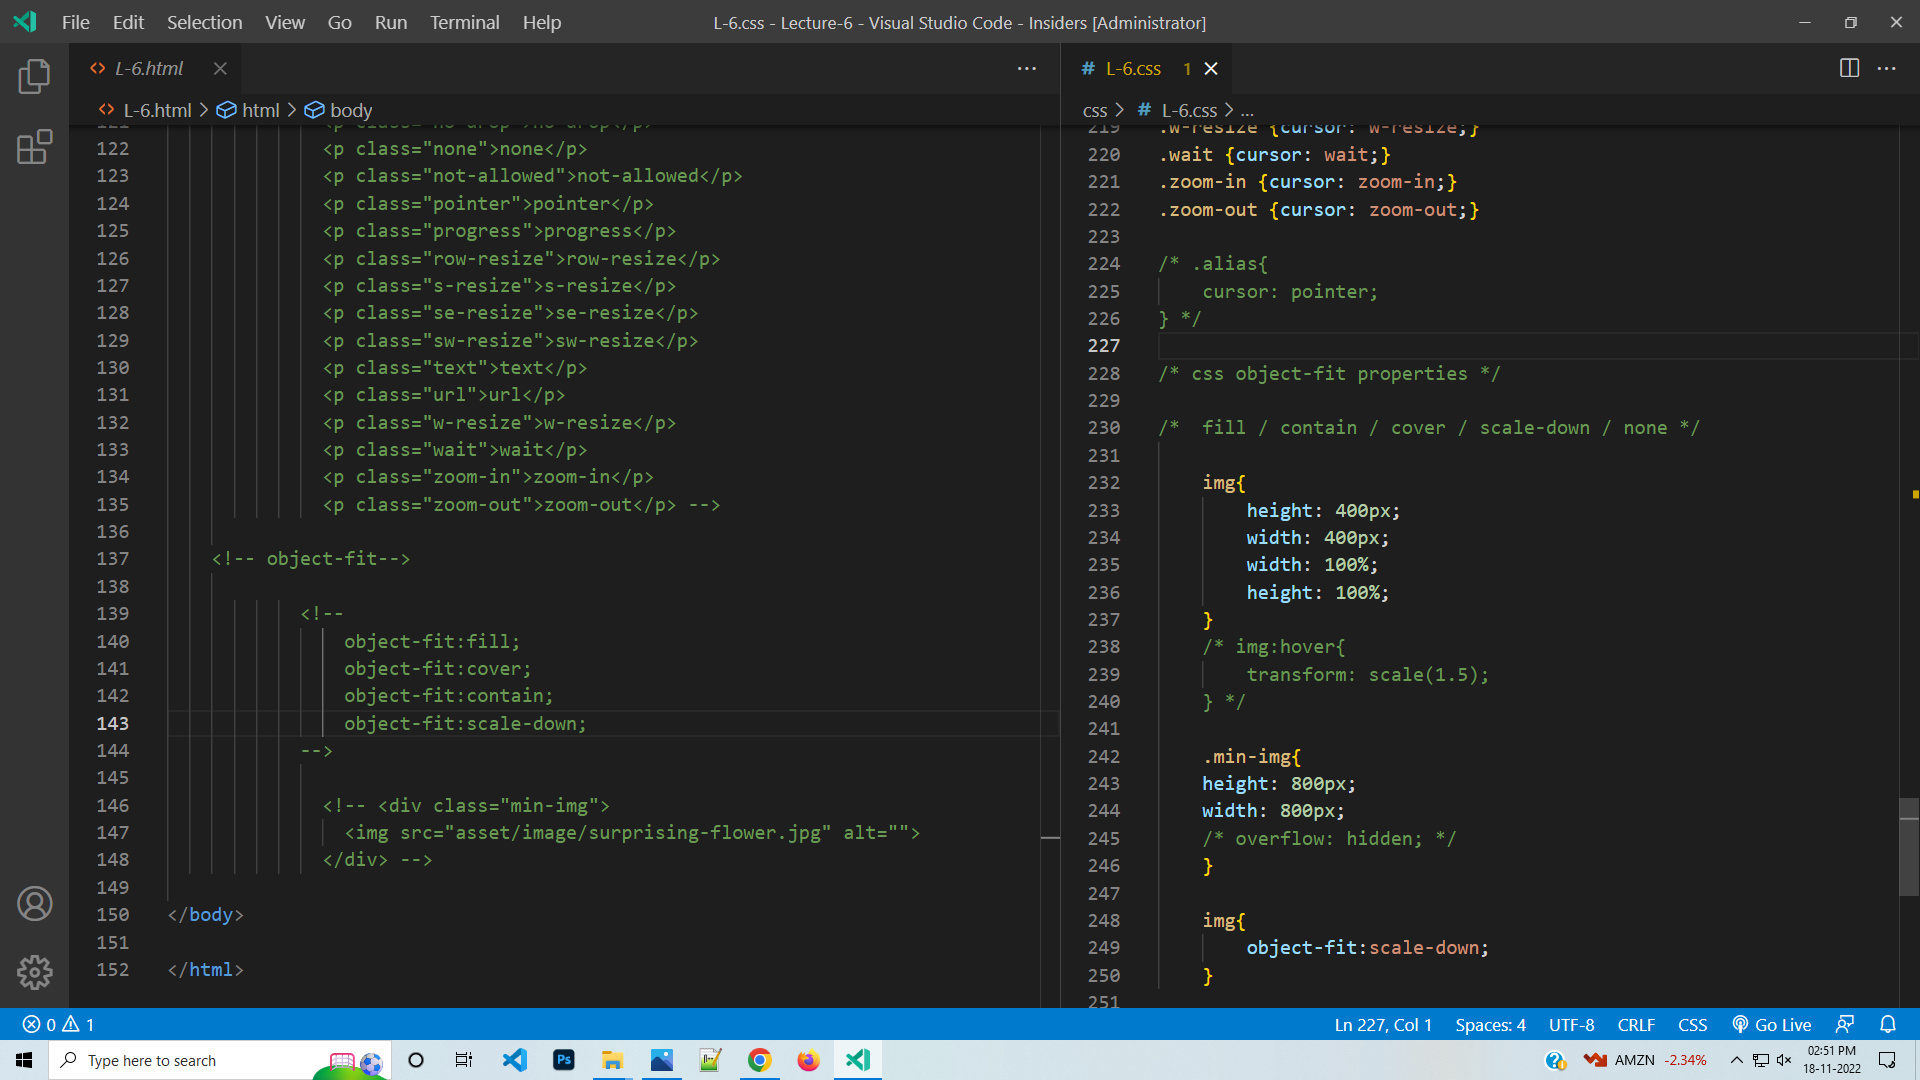 File Edit Selection View Go Run Terminal Help
L-6.css - Lecture-6 - Visual Studio Code - Insiders [Administrator]
L-6.html
L-6.html > html > body
121 <p class="no-drop">no-drop</p>
122 <p class="none">none</p>
123 <p class="not-allowed">not-allowed</p>
124 <p class="pointer">pointer</p>
125 <p class="progress">progress</p>
126 <p class="row-resize">row-resize</p>
127 <p class="s-resize">s-resize</p>
128 <p class="se-resize">se-resize</p>
129 <p class="sw-resize">sw-resize</p>
130 <p class="text">text</p>
131 <p class="url">url</p>
132 <p class="w-resize">w-resize</p>
133 <p class="wait">wait</p>
134 <p class="zoom-in">zoom-in</p>
135 <p class="zoom-out">zoom-out</p> -->
136
137 <!-- object-fit-->
138
139 <!--
140 object-fit:fill;
141 object-fit:cover;
142 object-fit:contain;
143 object-fit:scale-down;
144 -->
145
146 <!-- <div class="min-img">
147 <img src="asset/image/surprising-flower.jpg" alt="">
148 </div> -->
149
150 </body>
151
152 </html>
# L-6.css 1
css > # L-6.css > ...
219 .w-resize {cursor: w-resize;}
220 .wait {cursor: wait;}
221 .zoom-in {cursor: zoom-in;}
222 .zoom-out {cursor: zoom-out;}
223
224 /* .alias{
225 cursor: pointer;
226 } */
227
228 /* css object-fit properties */
229
230 /* fill / contain / cover / scale-down / none */
231
232 img{
233 height: 400px;
234 width: 400px;
235 width: 100%;
236 height: 100%;
237 }
238 /* img:hover{
239 transform: scale(1.5);
240 } */
241
242 .min-img{
243 height: 800px;
244 width: 800px;
245 /* overflow: hidden; */
246 }
247
248 img{
249 object-fit:scale-down;
250 }
251
0 1
Ln 227, Col 1 Spaces: 4 UTF-8 CRLF CSS Go Live
Type here to search
Ps
AMZN -2.34%
02:51 PM
18-11-2022